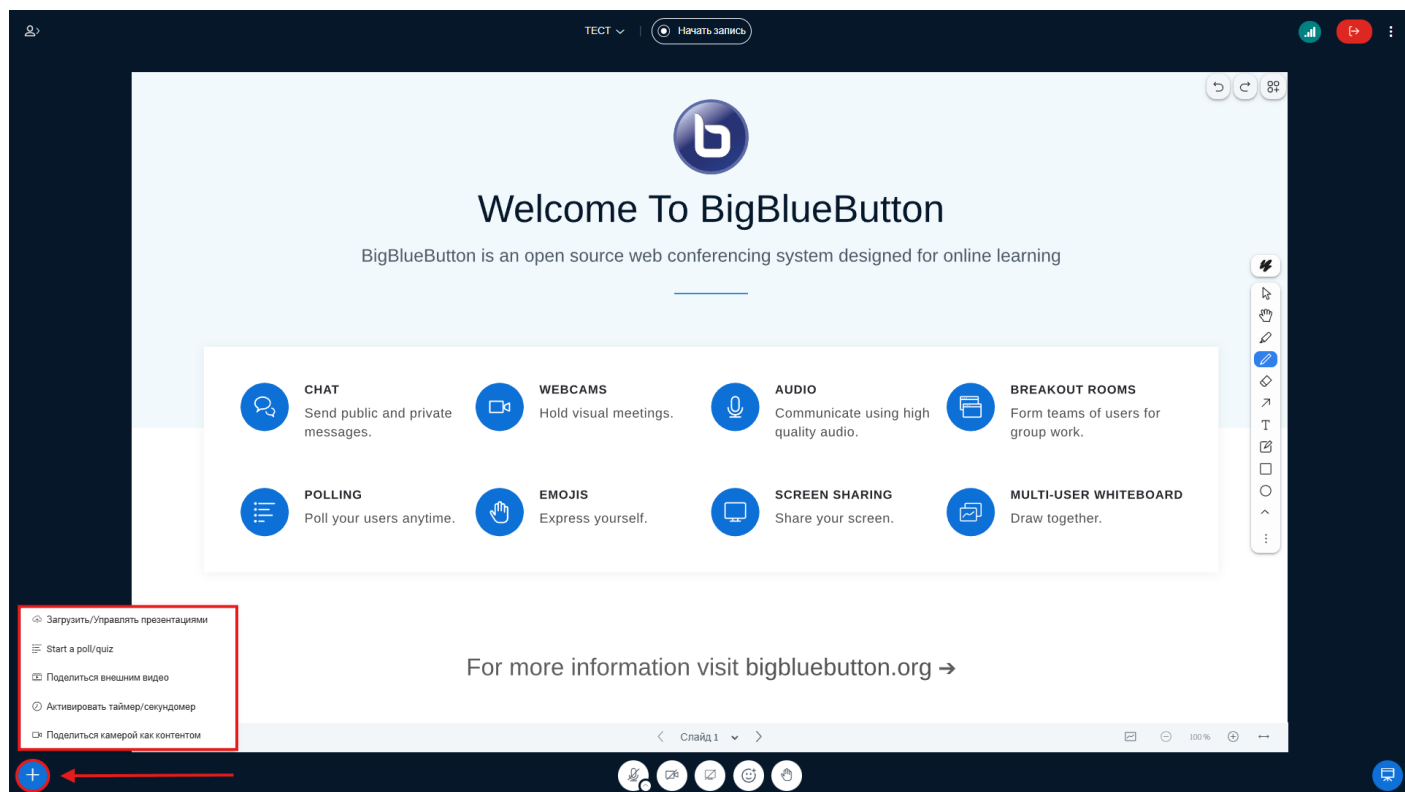 ТЕСТ
Начать запись
Welcome To BigBlueButton
BigBlueButton is an open source web conferencing system designed for online learning
CHAT
Send public and private
messages.
WEBCAMS
Hold visual meetings.
AUDIO
Communicate using high
quality audio.
BREAKOUT ROOMS
Form teams of users for
group work.
POLLING
Poll your users anytime.
EMOJIS
Express yourself.
SCREEN SHARING
Share your screen.
MULTI-USER WHITEBOARD
Draw together.
For more information visit bigbluebutton.org ➔
Загрузить/Управлять презентациями
Start a poll/quiz
Поделиться внешним видео
Активировать таймер/секундомер
Поделиться камерой как контентом
Слайд 1
100%